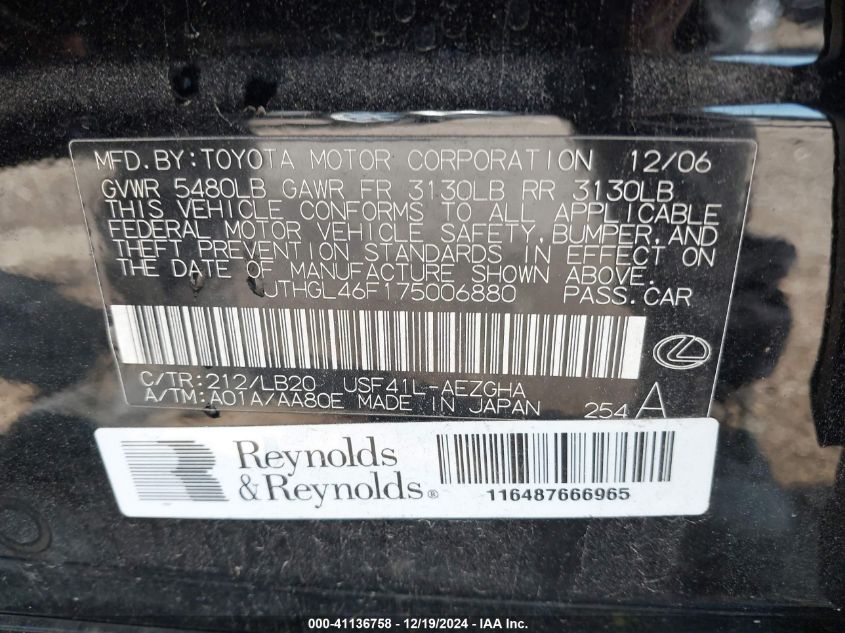 MFD.BY:TOYOTA MOTOR CORPORATION 12/06
GVWR 5480LB GAWR FR 3130LB RR 3130LB
THIS VEHICLE CONFORMS TO ALL APPLICABLE
FEDERAL MOTOR VEHICLE SAFETY,BUMPER,AND
THEFT PREVENTION STANDARDS IN EFFECT ON
THE DATE OF MANUFACTURE SHOWN ABOVE.
JTHGL46F175006880 PASS.CAR
C/TR:212/LB20 USF41L-AEZGHA
A/TM:A01A/AA80E MADE IN JAPAN 254 A
R Reynolds
& Reynolds®
116487666965
000-41136758 - 12/19/2024 - IAA Inc.